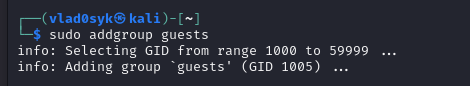 ┌──(vlad0syk㉿kali)-[~]
└─$ sudo addgroup guests
info: Selecting GID from range 1000 to 59999 ...
info: Adding group `guests' (GID 1005) ...